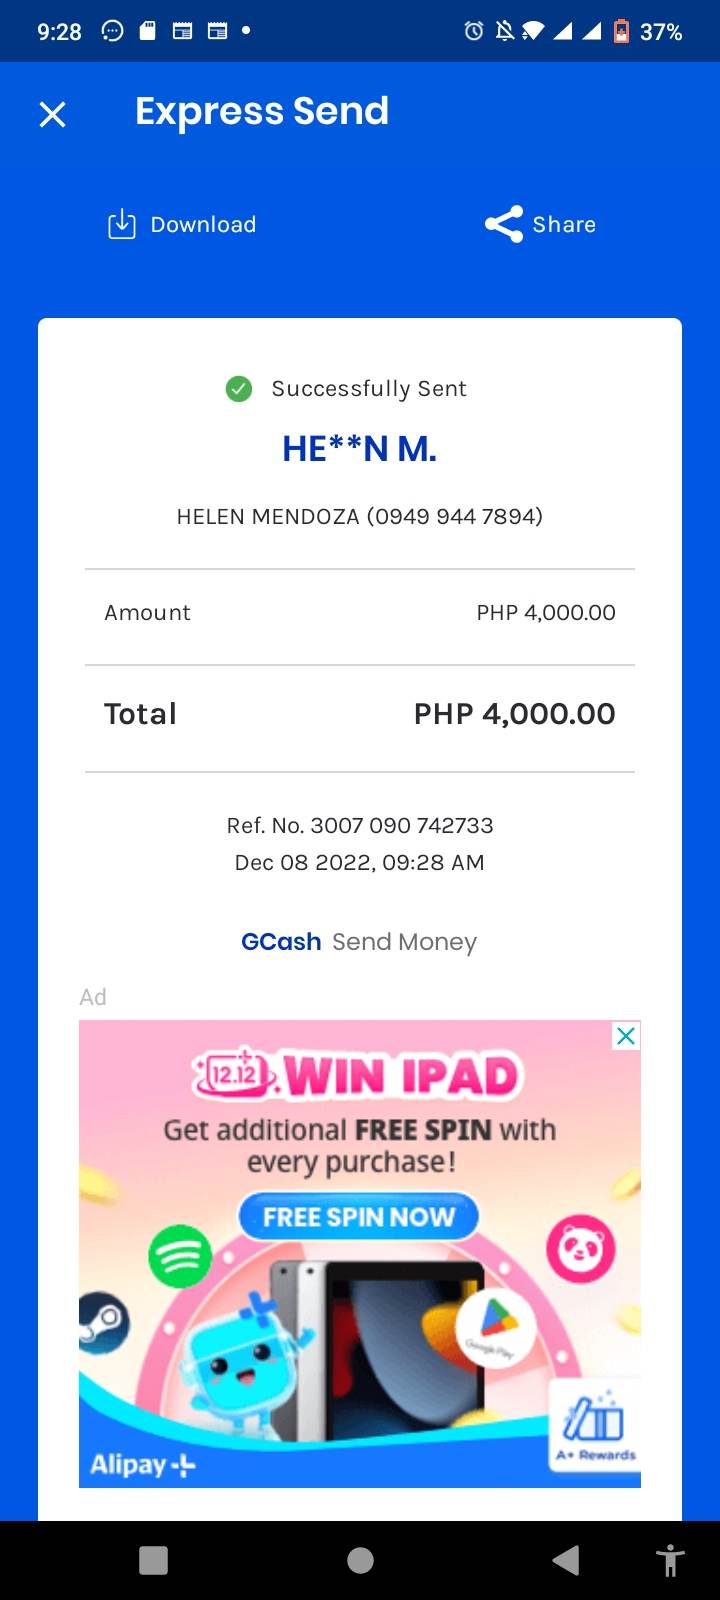 9:28 37%
Express Send
Download Share
Successfully Sent
HE**N M.
HELEN MENDOZA (0949 944 7894)
Amount PHP 4,000.00
Total PHP 4,000.00
Ref. No. 3007 090 742733
Dec 08 2022, 09:28 AM
GCash Send Money
Ad
12.12 WIN IPAD
Get additional FREE SPIN with
every purchase!
FREE SPIN NOW
Google Play
A+ Rewards
Alipay+